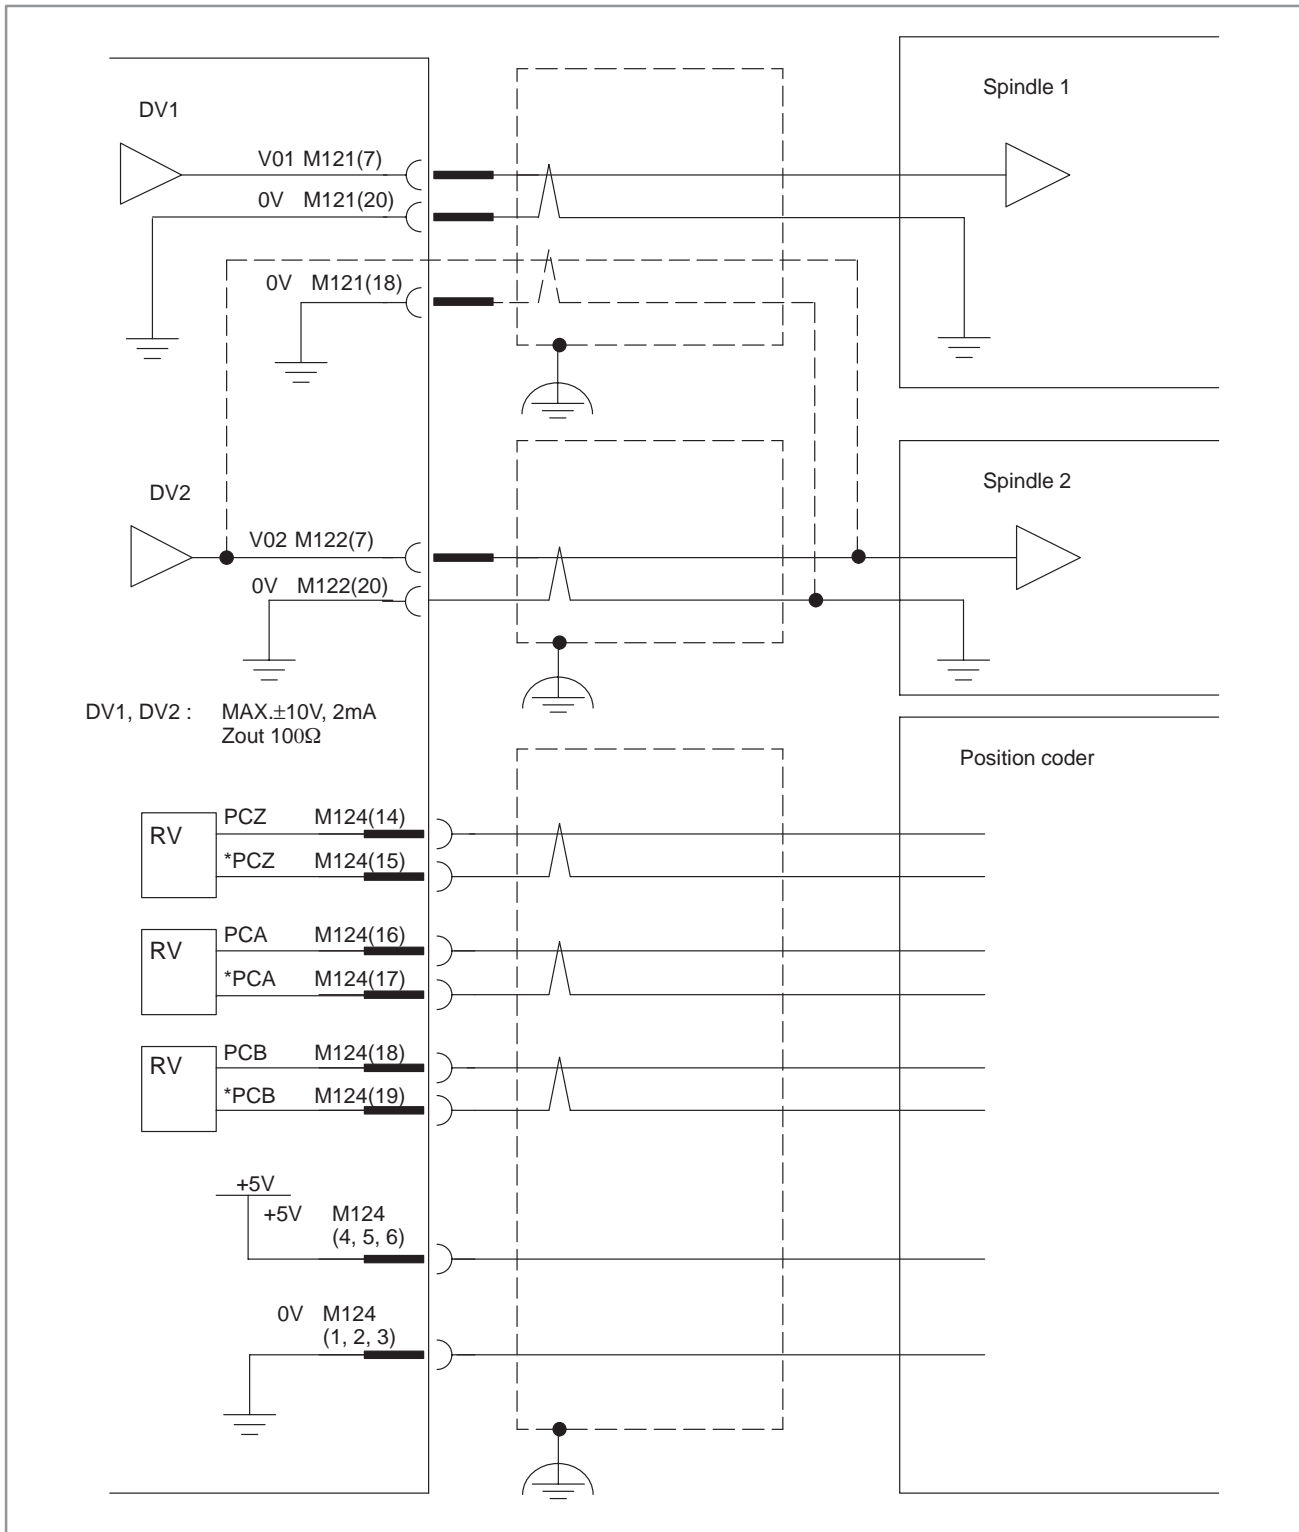 Spindle 1
DV1
V01 M121(7)
0V M121(20)
0V M121(18)
Spindle 2
DV2
V02 M122(7)
0V M122(20)
DV1, DV2 : MAX.±10V, 2mA
Zout 100Ω
Position coder
PCZ M124(14)
RV
*PCZ M124(15)
PCA M124(16)
RV
*PCA M124(17)
PCB M124(18)
RV
*PCB M124(19)
+5V
+5V M124
(4, 5, 6)
0V M124
(1, 2, 3)